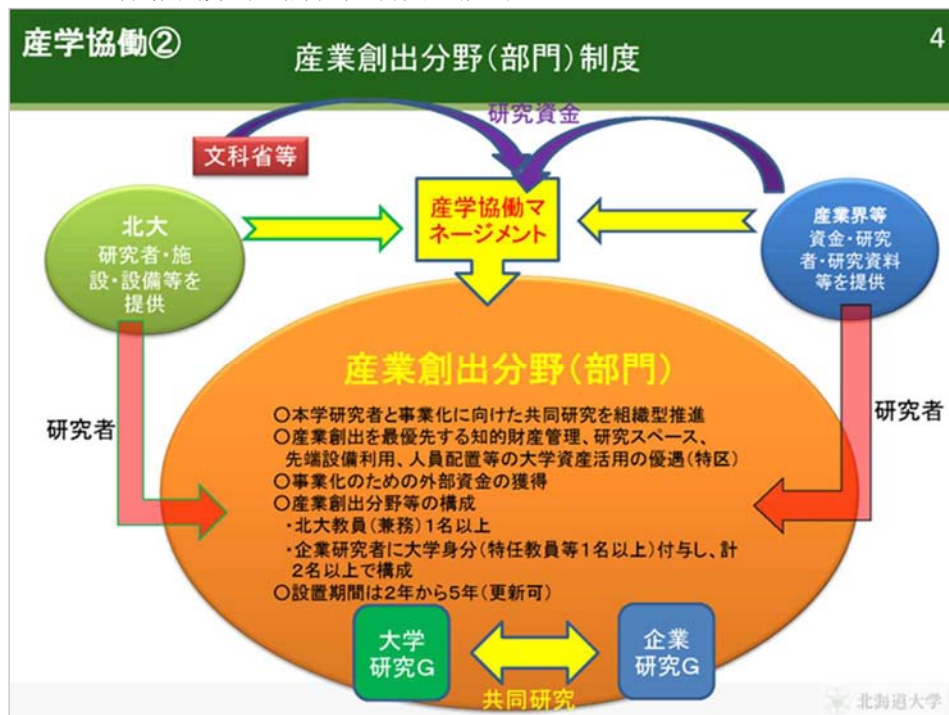 産学協働②
産業創出分野(部門)制度
4
研究資金
文科省等
産学協働マ
ネージメント
北大
研究者・施
設・設備等を
提供
産業界等
資金・研究
者・研究資料
等を提供
研究者
研究者
産業創出分野(部門)
○本学研究者と事業化に向けた共同研究を組織型推進
○産業創出を最優先する知的財産管理、研究スペース、
先端設備利用、人員配置等の大学資産活用の優遇(特区)
○事業化のための外部資金の獲得
○産業創出分野等の構成
・北大教員(兼務)1名以上
・企業研究者に大学身分(特任教員等1名以上)付与し、計
2名以上で構成
○設置期間は2年から5年(更新可)
大学
研究G
企業
研究G
共同研究
北海道大学